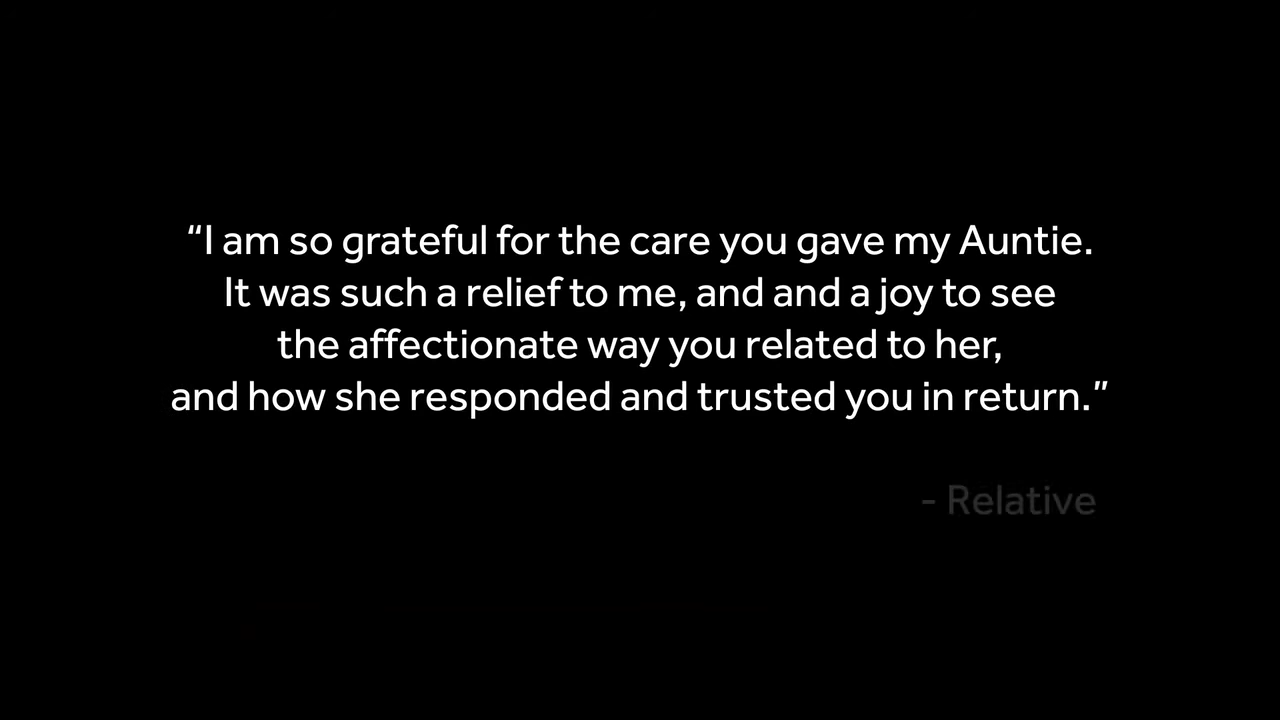 “I am so grateful for the care you gave my Auntie.
It was such a relief to me, and and a joy to see
the affectionate way you related to her,
and how she responded and trusted you in return.”
- Relative